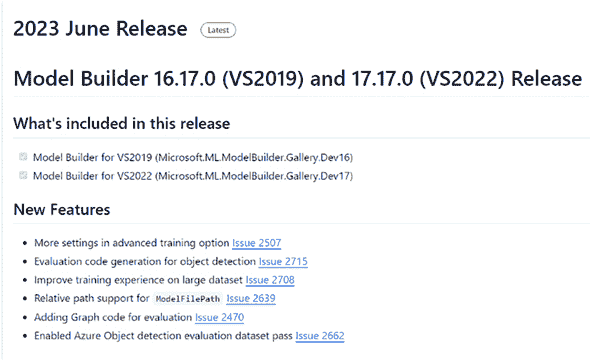 2023 June Release Latest
Model Builder 16.17.0 (VS2019) and 17.17.0 (VS2022) Release
What's included in this release
Model Builder for VS2019 (Microsoft.ML.ModelBuilder.Gallery.Dev16)
Model Builder for VS2022 (Microsoft.ML.ModelBuilder.Gallery.Dev17)
New Features
More settings in advanced training option Issue 2507
Evaluation code generation for object detection Issue 2715
Improve training experience on large dataset Issue 2708
Relative path support for ModelFilePath Issue 2639
Adding Graph code for evaluation Issue 2470
Enabled Azure Object detection evaluation dataset pass Issue 2662